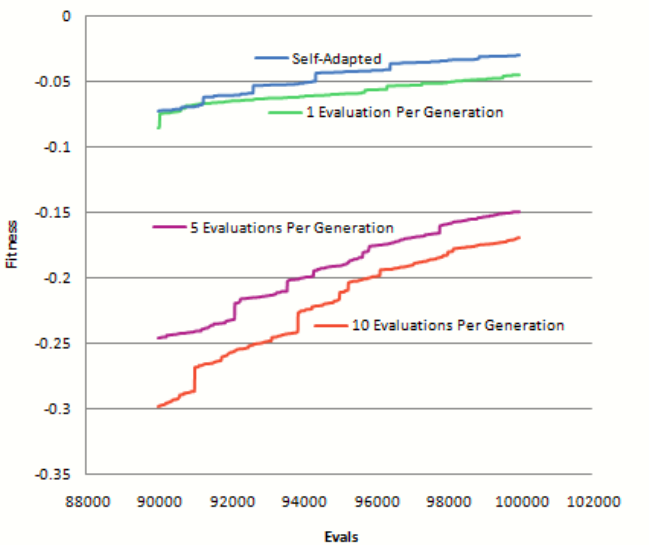 0
Self-Adapted
-0.05
1 Evaluation Per Generation
-0.1
-0.15
5 Evaluations Per Generation
Fitness
-0.2
-0.25
10 Evaluations Per Generation
-0.3
-0.35
88000 90000 92000 94000 96000 98000 100000 102000
Evals